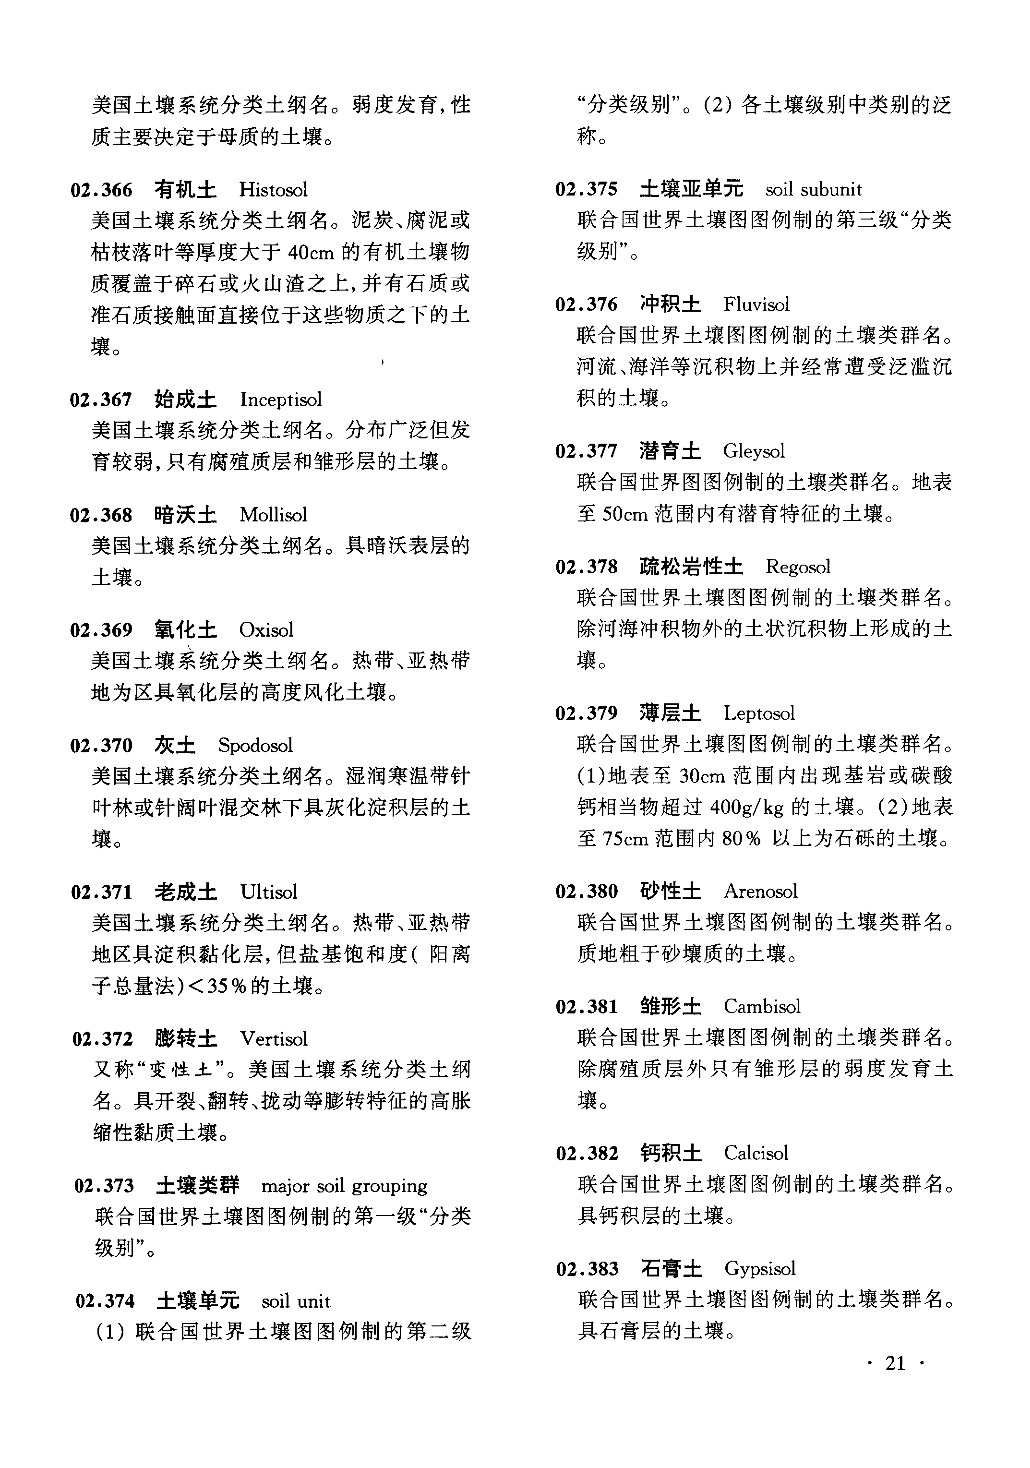 美国土壤系统分类土纲名。弱度发育,性
质主要决定于母质的土壤。
02.366 有机土 Histosol
美国土壤系统分类土纲名。泥炭、腐泥或
枯枝落叶等厚度大于 40cm 的有机土壤物
质覆盖于碎石或火山渣之上,并有石质或
准石质接触面直接位于这些物质之下的土
壤。
02.367 始成土 Inceptisol
美国土壤系统分类土纲名。分布广泛但发
育较弱,只有腐殖质层和雏形层的土壤。
02.368 暗沃土 Mollisol
美国土壤系统分类土纲名。具暗沃表层的
土壤。
02.369 氧化土 Oxisol
美国土壤系统分类土纲名。热带、亚热带
地为区具氧化层的高度风化土壤。
02.370 灰土 Spodosol
美国土壤系统分类土纲名。湿润寒温带针
叶林或针阔叶混交林下具灰化淀积层的土
壤。
02.371 老成土 Ultisol
美国土壤系统分类土纲名。热带、亚热带
地区具淀积黏化层,但盐基饱和度( 阳离
子总量法)<35%的土壤。
02.372 膨转土 Vertisol
又称“变性土”。美国土壤系统分类土纲
名。具开裂、翻转、拢动等膨转特征的高胀
缩性黏质土壤。
02.373 土壤类群 major soil grouping
联合国世界土壤图图例制的第一级“分类
级别”。
02.374 土壤单元 soil unit
(1) 联合国世界土壤图图例制的第二级
“分类级别”。(2) 各土壤级别中类别的泛
称。
02.375 土壤亚单元 soil subunit
联合国世界土壤图图例制的第三级“分类
级别”。
02.376 冲积土 Fluvisol
联合国世界土壤图图例制的土壤类群名。
河流、海洋等沉积物上并经常遭受泛滥沉
积的土壤。
02.377 潜育土 Gleysol
联合国世界图图例制的土壤类群名。地表
至 50cm 范围内有潜育特征的土壤。
02.378 疏松岩性土 Regosol
联合国世界土壤图图例制的土壤类群名。
除河海冲积物外的土状沉积物上形成的土
壤。
02.379 薄层土 Leptosol
联合国世界土壤图图例制的土壤类群名。
(1)地表至 30cm 范围内出现基岩或碳酸
钙相当物超过 400g/kg 的土壤。(2)地表
至 75cm 范围内 80% 以上为石砾的土壤。
02.380 砂性土 Arenosol
联合国世界土壤图图例制的土壤类群名。
质地粗于砂壤质的土壤。
02.381 雏形土 Cambisol
联合国世界土壤图图例制的土壤类群名。
除腐殖质层外只有雏形层的弱度发育土
壤。
02.382 钙积土 Calcisol
联合国世界土壤图图例制的土壤类群名。
具钙积层的土壤。
02.383 石膏土 Gypsisol
联合国世界土壤图图例制的土壤类群名。
具石膏层的土壤。
· 21 ·